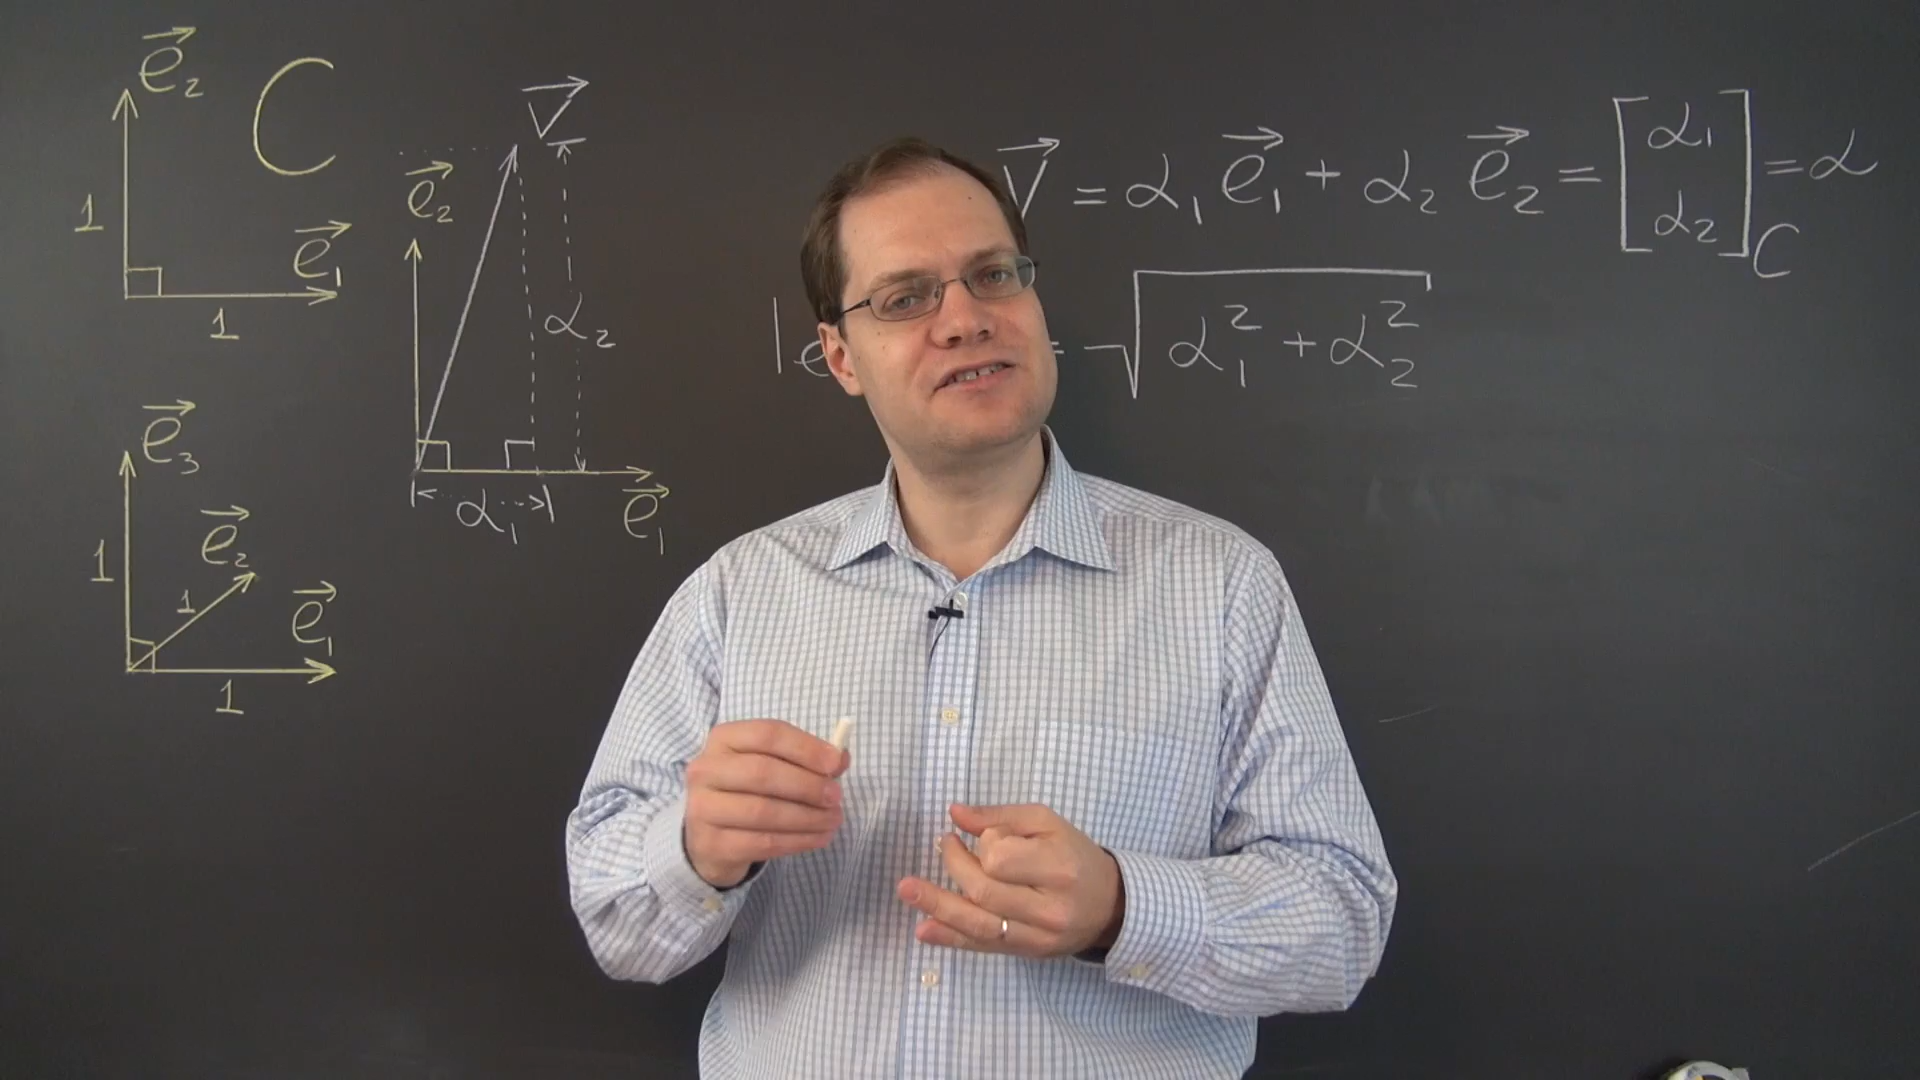 e⃗₂
C
1
e⃗₁
1
e⃗₃
1
e⃗₂
1
e⃗₁
1
V⃗
e⃗₂
α₂
α₁
e⃗₁
V⃗ = α₁ e⃗₁ + α₂ e⃗₂ = [α₁ α₂]_C = α
= √(α₁² + α₂²)